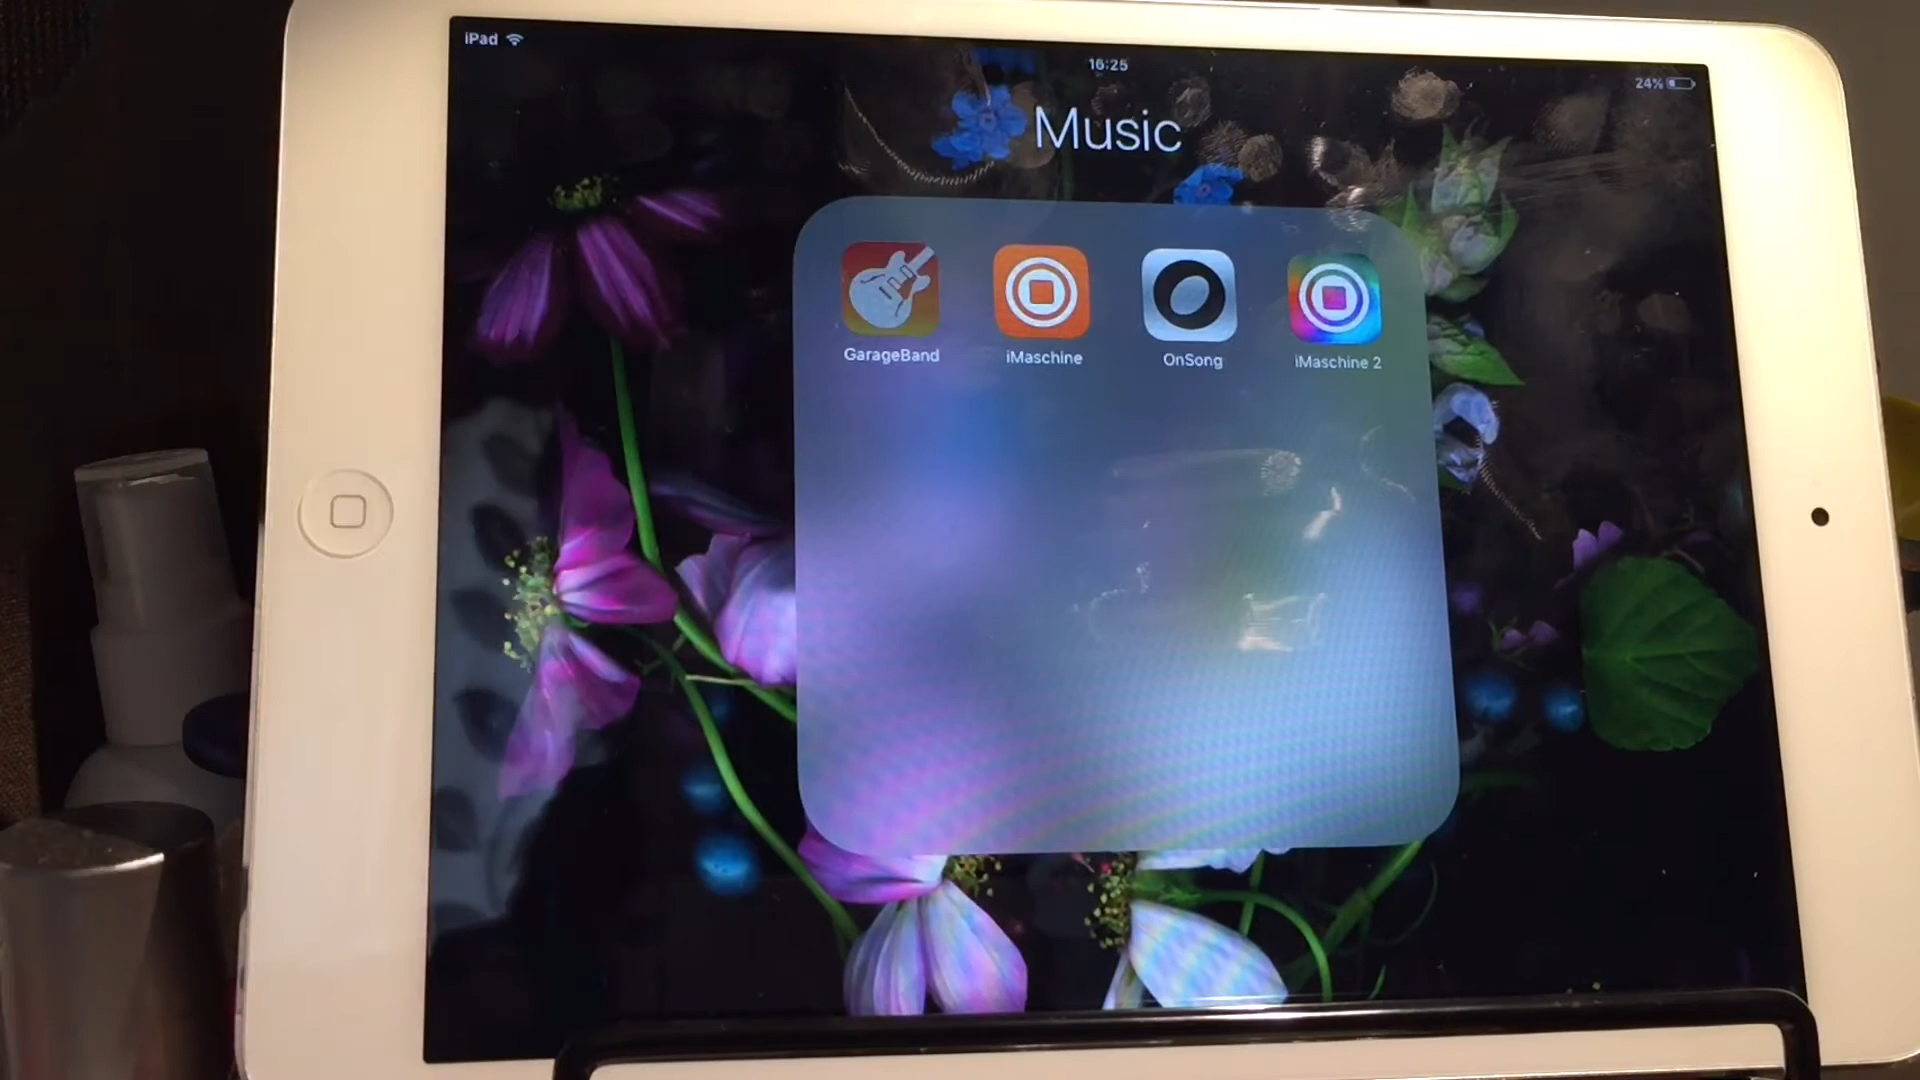 iPad
16:25
24%
Music
GarageBand
iMaschine
OnSong
iMaschine 2